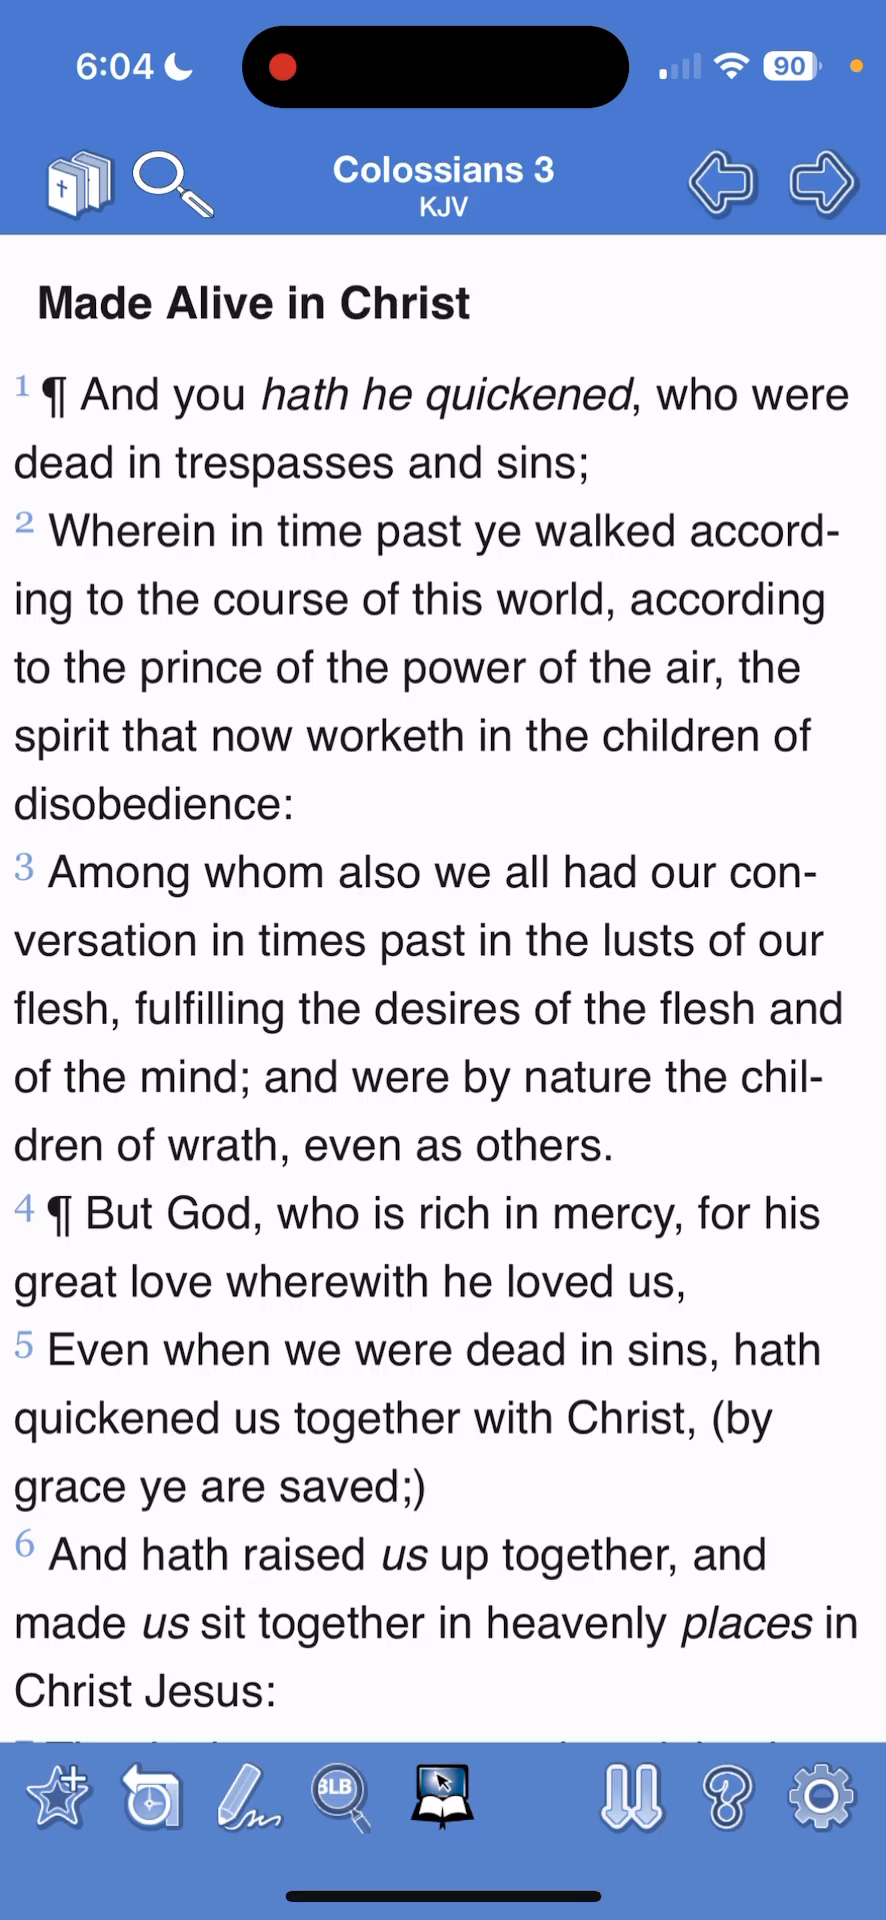 6:04
90
Colossians 3
KJV
Made Alive in Christ
1 ¶ And you hath he quickened, who were
dead in trespasses and sins;
2 Wherein in time past ye walked accord-
ing to the course of this world, according
to the prince of the power of the air, the
spirit that now worketh in the children of
disobedience:
3 Among whom also we all had our con-
versation in times past in the lusts of our
flesh, fulfilling the desires of the flesh and
of the mind; and were by nature the chil-
dren of wrath, even as others.
4 ¶ But God, who is rich in mercy, for his
great love wherewith he loved us,
5 Even when we were dead in sins, hath
quickened us together with Christ, (by
grace ye are saved;)
6 And hath raised us up together, and
made us sit together in heavenly places in
Christ Jesus:
BLB